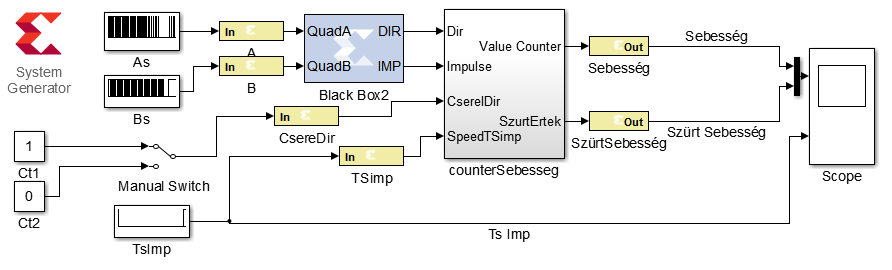 System
Generator
As
Bs
In
A
In
B
QuadA
QuadB
DIR
IMP
Black Box2
Dir
Impulse
CserelDir
SpeedTSimp
Value Counter
SzurtErtek
counterSebesseg
Out
Sebesség
Out
SzürtSebesség
Sebesség
Szürt Sebesség
Scope
1
Ct1
0
Ct2
Manual Switch
In
CsereDir
In
TSimp
TsImp
Ts Imp